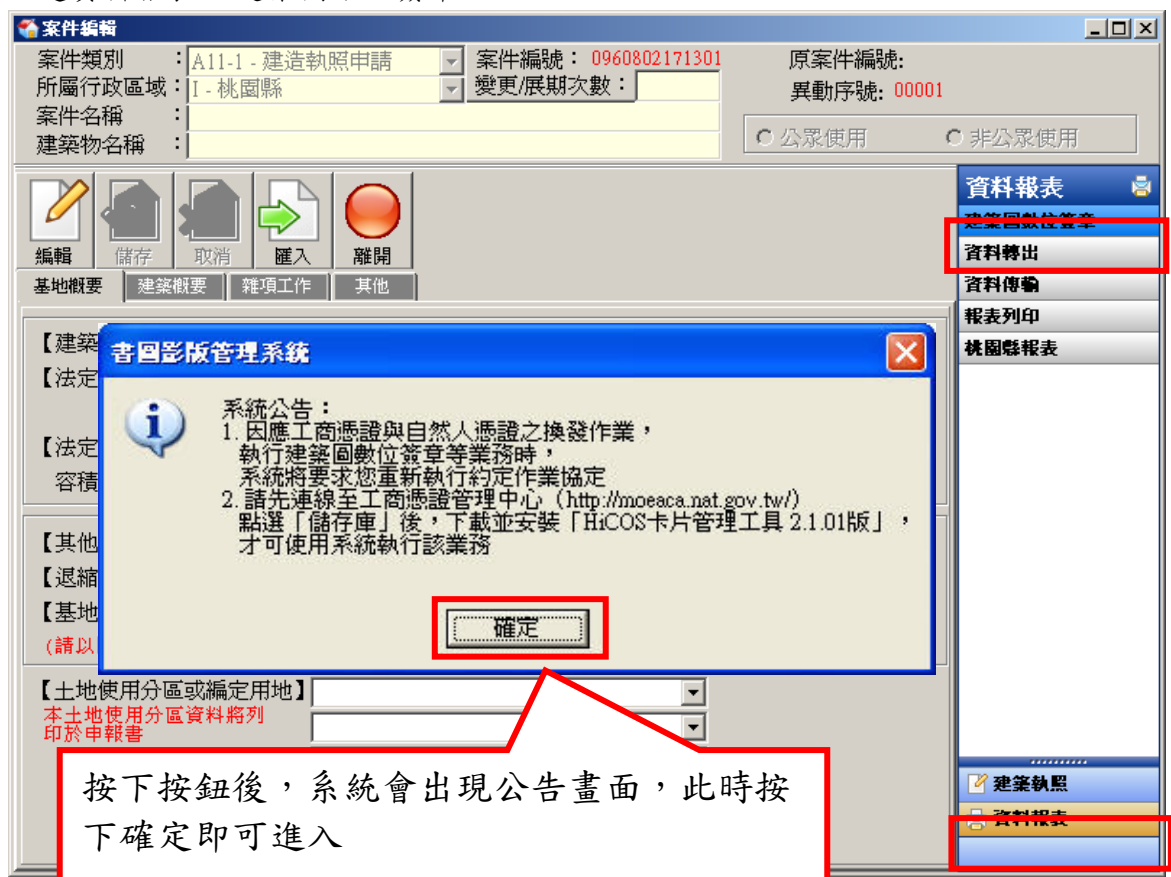 案件編輯
案件類別 ： A11-1 - 建造執照申請 案件編號： 0960802171301 原案件編號:
所屬行政區域： I - 桃園縣 變更/展期次數： 異動序號: 00001
案件名稱 ：
建築物名稱 ： 公眾使用 非公眾使用
編輯 儲存 取消 匯入 離開
基地概要 建築概要 雜項工作 其他
資料報表
建築圖數位簽章
資料轉出
資料傳輸
報表列印
桃園縣報表
【建築
【法定
【法定
容積
【其他
【退縮
【基地
(請以
書圖影版管理系統
系統公告：
1. 因應工商憑證與自然人憑證之換發作業，
執行建築圖數位簽章等業務時，
系統將要求您重新執行約定作業協定
2. 請先連線至工商憑證管理中心（http://moeaca.nat.gov.tw/）
點選「儲存庫」後，下載並安裝「HiCOS卡片管理工具 2.1.01版」，
才可使用系統執行該業務
確定
【土地使用分區或編定用地】
本土地使用分區資料將列
印於申報書
按下按鈕後，系統會出現公告畫面，此時按
下確定即可進入
建築執照
資料報表